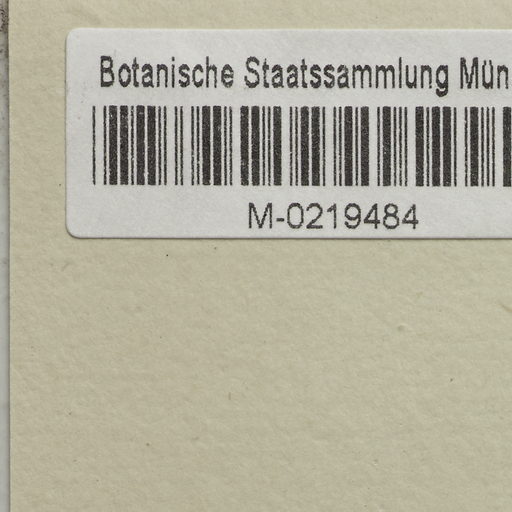 Botanische Staatssammlung Mün
M-0219484